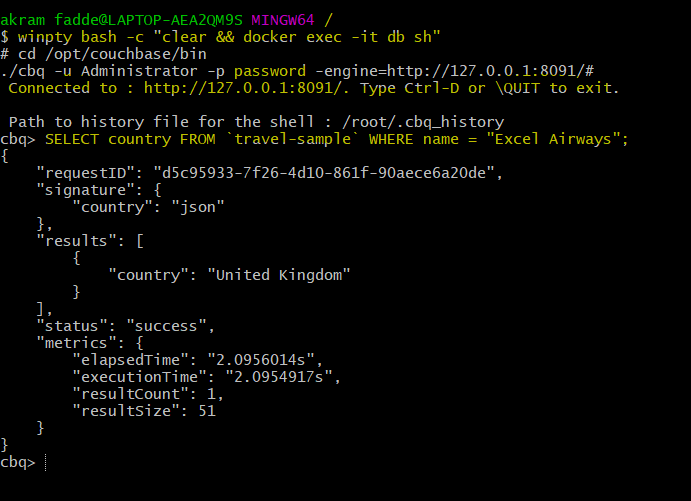 akram fadde@LAPTOP-AEA2QM9S MINGW64 /
$ winpty bash -c "clear && docker exec -it db sh"
# cd /opt/couchbase/bin
./cbq -u Administrator -p password -engine=http://127.0.0.1:8091/#
 Connected to : http://127.0.0.1:8091/. Type Ctrl-D or \QUIT to exit.

 Path to history file for the shell : /root/.cbq_history
cbq> SELECT country FROM `travel-sample` WHERE name = "Excel Airways";
{
    "requestID": "d5c95933-7f26-4d10-861f-90aece6a20de",
    "signature": {
        "country": "json"
    },
    "results": [
        {
            "country": "United Kingdom"
        }
    ],
    "status": "success",
    "metrics": {
        "elapsedTime": "2.0956014s",
        "executionTime": "2.0954917s",
        "resultCount": 1,
        "resultSize": 51
    }
}
cbq>